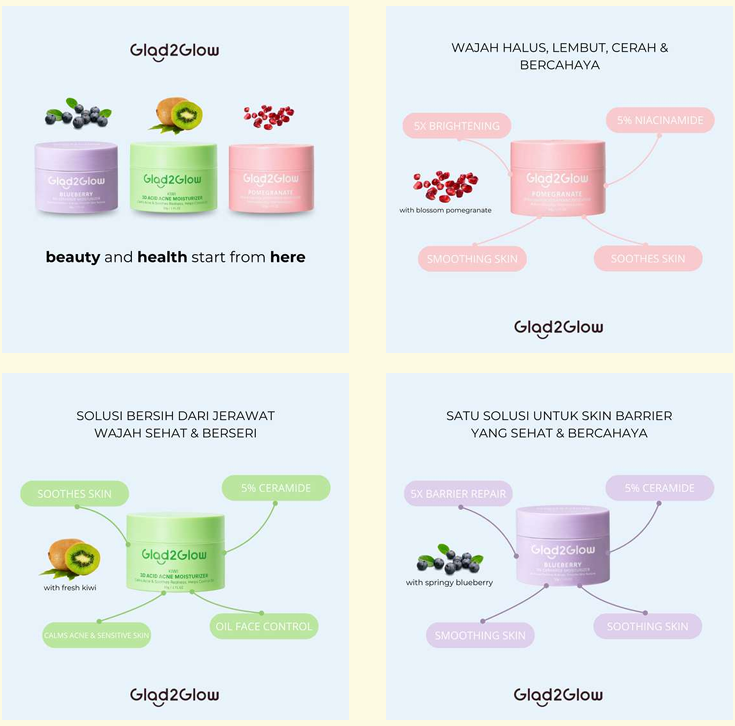 Glad2Glow
Glad2Glow
BLUEBERRY
Glad2Glow
KIWI
3D ACID ACNE MOISTURIZER
Glad2Glow
POMEGRANATE
beauty and health start from here
WAJAH HALUS, LEMBUT, CERAH &
BERCAHAYA
5X BRIGHTENING
5% NIACINAMIDE
Glad2Glow
POMEGRANATE
with blossom pomegranate
SMOOTHING SKIN
SOOTHES SKIN
Glad2Glow
SOLUSI BERSIH DARI JERAWAT
WAJAH SEHAT & BERSERI
SOOTHES SKIN
5% CERAMIDE
Glad2Glow
KIWI
3D ACID ACNE MOISTURIZER
with fresh kiwi
CALMS ACNE & SENSITIVE SKIN
OIL FACE CONTROL
Glad2Glow
SATU SOLUSI UNTUK SKIN BARRIER
YANG SEHAT & BERCAHAYA
5X BARRIER REPAIR
5% CERAMIDE
Glad2Glow
BLUEBERRY
with springy blueberry
SMOOTHING SKIN
SOOTHING SKIN
Glad2Glow